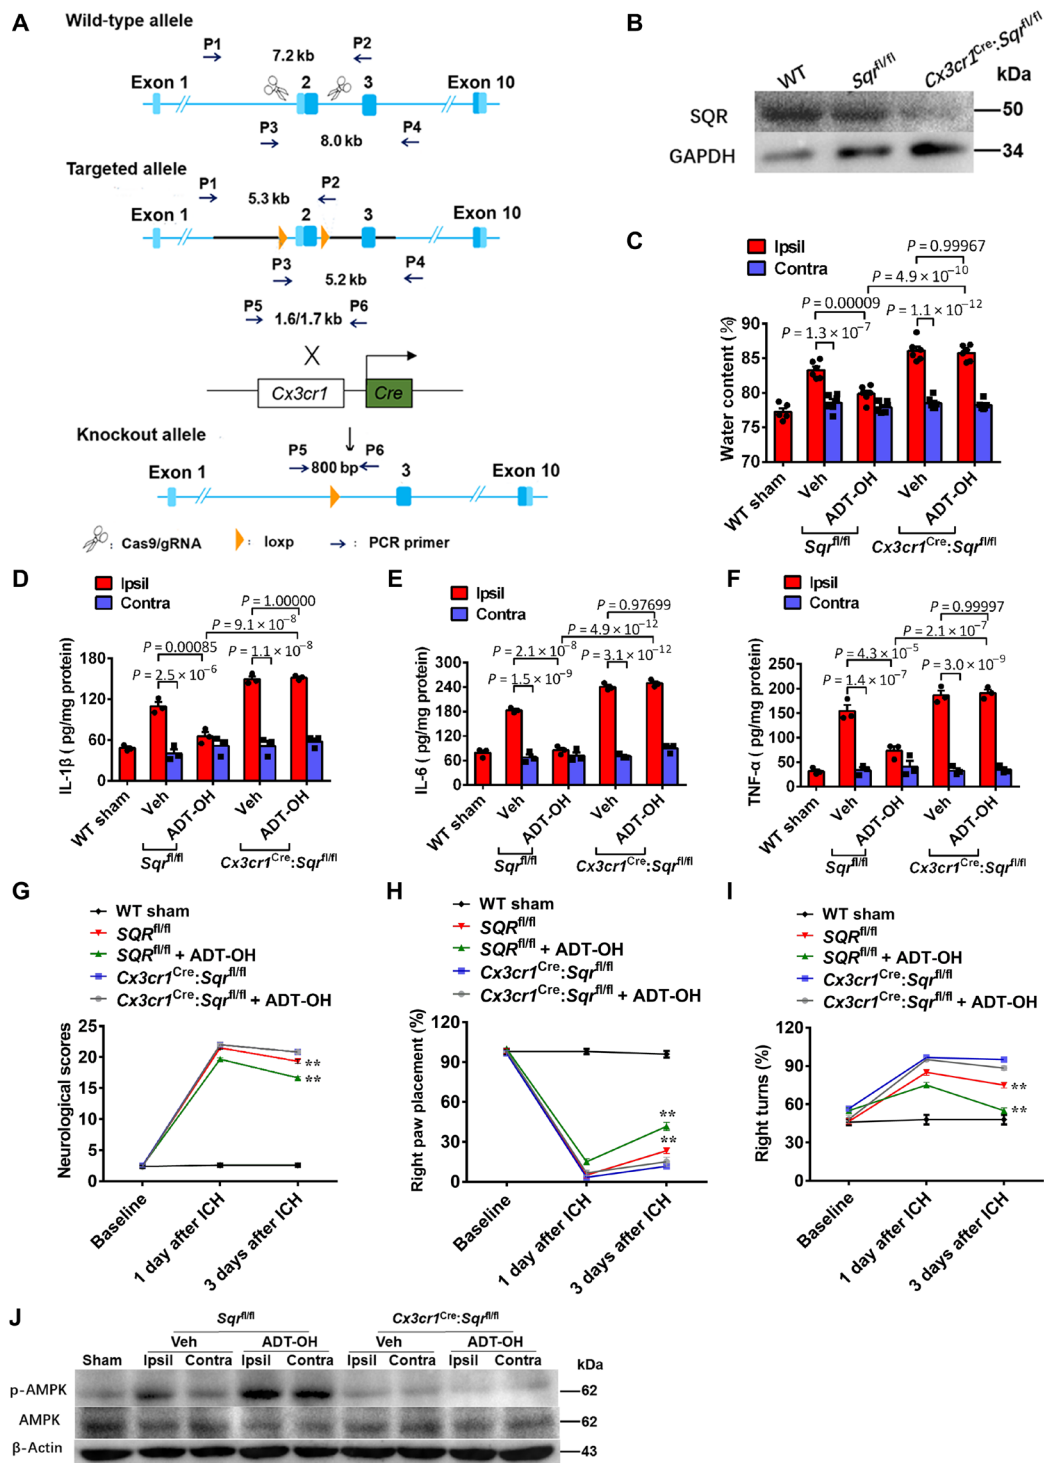 A
Wild-type allele
P1
7.2 kb
P2
Exon 1
2
3
Exon 10
P3
8.0 kb
P4
Targeted allele
P1
5.3 kb
P2
Exon 1
2
3
Exon 10
P3
5.2 kb
P4
P5
1.6/1.7 kb
P6
X
Cx3cr1
Cre
Knockout allele
P5
800 bp
P6
Exon 1
3
Exon 10
: Cas9/gRNA
: loxp
: PCR primer
B
WT
Sqrfl/fl
Cx3cr1Cre:Sqrfl/fl
kDa
SQR
50
GAPDH
34
C
Ipsil
Contra
P = 0.99967
P = 4.9 × 10−10
P = 0.00009
P = 1.1 × 10−12
P = 1.3 × 10−7
Water content (%)
90
85
80
75
70
WT sham
Veh
ADT-OH
Veh
ADT-OH
Sqrfl/fl
Cx3cr1Cre:Sqrfl/fl
D
Ipsil
Contra
P = 1.00000
P = 9.1 × 10−8
P = 0.00085
P = 1.1 × 10−8
P = 2.5 × 10−6
IL-1β ( pg/mg protein)
180
120
60
0
WT sham
Veh
ADT-OH
Veh
ADT-OH
Sqrfl/fl
Cx3cr1Cre:Sqrfl/fl
E
Ipsil
Contra
P = 0.97699
P = 4.9 × 10−12
P = 2.1 × 10−8
P = 3.1 × 10−12
P = 1.5 × 10−9
IL-6 ( pg/mg protein)
300
240
180
120
60
0
WT sham
Veh
ADT-OH
Veh
ADT-OH
Sqrfl/fl
Cx3cr1Cre:Sqrfl/fl
F
Ipsil
Contra
P = 0.99997
P = 2.1 × 10−7
P = 4.3 × 10−5
P = 3.0 × 10−9
P = 1.4 × 10−7
TNF-α ( pg/mg protein)
250
200
150
100
50
0
WT sham
Veh
ADT-OH
Veh
ADT-OH
Sqrfl/fl
Cx3cr1Cre:Sqrfl/fl
G
WT sham
SQRfl/fl
SQRfl/fl + ADT-OH
Cx3cr1Cre:Sqrfl/fl
Cx3cr1Cre:Sqrfl/fl + ADT-OH
Neurological scores
25
20
15
10
5
0
**
**
Baseline
1 day after ICH
3 days after ICH
H
WT sham
SQRfl/fl
SQRfl/fl + ADT-OH
Cx3cr1Cre:Sqrfl/fl
Cx3cr1Cre:Sqrfl/fl + ADT-OH
Right paw placement (%)
120
90
60
30
0
**
**
Baseline
1 day after ICH
3 days after ICH
I
WT sham
SQRfl/fl
SQRfl/fl + ADT-OH
Cx3cr1Cre:Sqrfl/fl
Cx3cr1Cre:Sqrfl/fl + ADT-OH
Right turns (%)
120
90
60
30
0
**
**
Baseline
1 day after ICH
3 days after ICH
J
Sqrfl/fl
Cx3cr1Cre:Sqrfl/fl
Veh
ADT-OH
Veh
ADT-OH
Sham
Ipsil
Contra
Ipsil
Contra
Ipsil
Contra
Ipsil
Contra
kDa
p-AMPK
62
AMPK
62
β-Actin
43